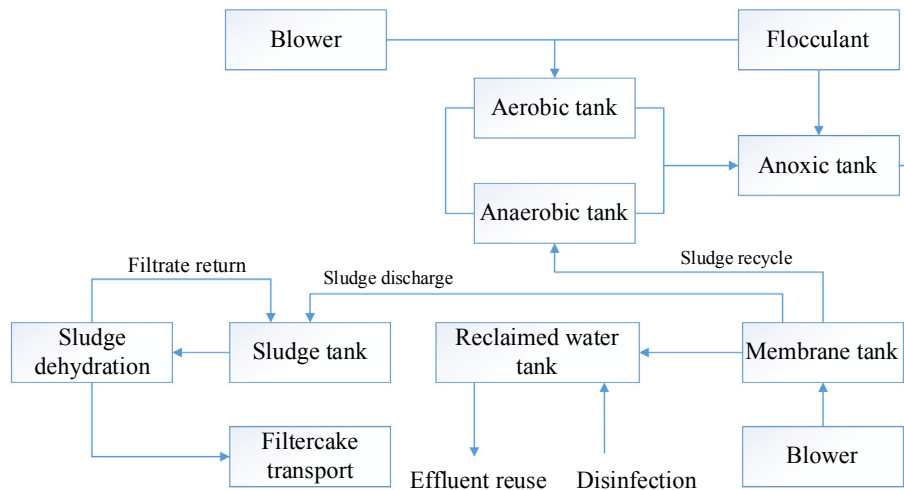 Blower
Flocculant
Aerobic tank
Anoxic tank
Anaerobic tank
Sludge recycle
Filtrate return
Sludge discharge
Sludge
dehydration
Sludge tank
Reclaimed water
tank
Membrane tank
Filtercake
transport
Effluent reuse
Disinfection
Blower